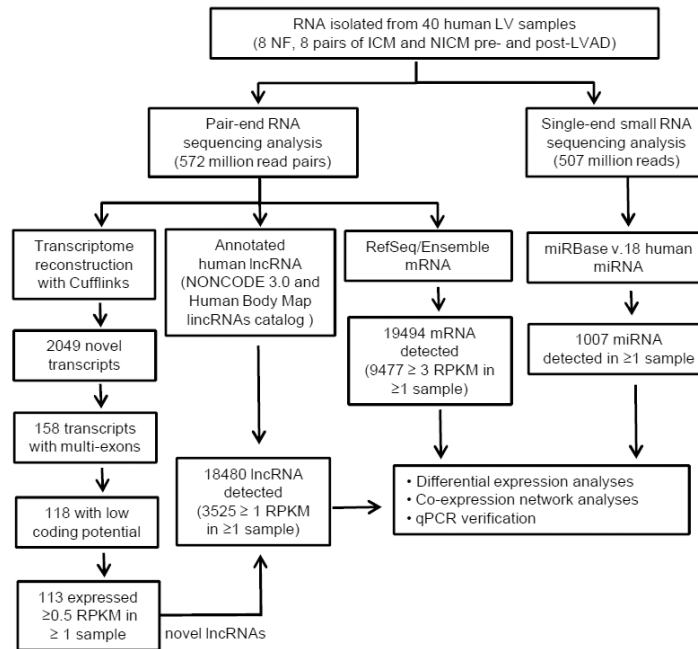 RNA isolated from 40 human LV samples
(8 NF, 8 pairs of ICM and NICM pre- and post-LVAD)
Pair-end RNA
sequencing analysis
(572 million read pairs)
Single-end small RNA
sequencing analysis
(507 million reads)
Transcriptome
reconstruction
with Cufflinks
Annotated
human lncRNA
(NONCODE 3.0 and
Human Body Map
lincRNAs catalog )
RefSeq/Ensemble
mRNA
miRBase v.18 human
miRNA
2049 novel
transcripts
19494 mRNA
detected
(9477 ≥ 3 RPKM in
≥1 sample)
1007 miRNA
detected in ≥1 sample
158 transcripts
with multi-exons
18480 lncRNA
detected
(3525 ≥ 1 RPKM
in ≥1 sample)
• Differential expression analyses
• Co-expression network analyses
• qPCR verification
118 with low
coding potential
113 expressed
≥0.5 RPKM in
≥ 1 sample
novel lncRNAs